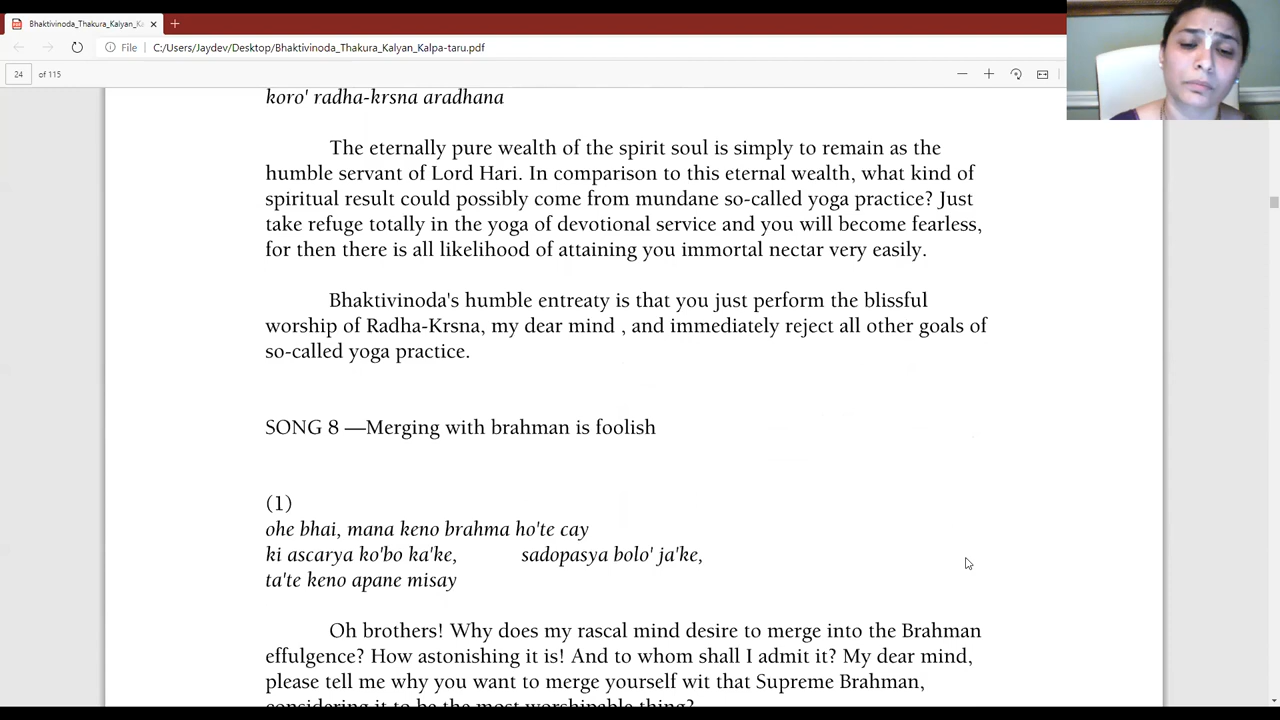 Bhaktivinoda_Thakura_Kalyan_K
File C:/Users/Jaydev/Desktop/Bhaktivinoda_Thakura_Kalyan_Kalpa-taru.pdf
24 of 115
koro' radha-krsna aradhana
The eternally pure wealth of the spirit soul is simply to remain as the
humble servant of Lord Hari. In comparison to this eternal wealth, what kind of
spiritual result could possibly come from mundane so-called yoga practice? Just
take refuge totally in the yoga of devotional service and you will become fearless,
for then there is all likelihood of attaining you immortal nectar very easily.
Bhaktivinoda's humble entreaty is that you just perform the blissful
worship of Radha-Krsna, my dear mind , and immediately reject all other goals of
so-called yoga practice.
SONG 8 —Merging with brahman is foolish
(1)
ohe bhai, mana keno brahma ho'te cay
ki ascarya ko'bo ka'ke, sadopasya bolo' ja'ke,
ta'te keno apane misay
Oh brothers! Why does my rascal mind desire to merge into the Brahman
effulgence? How astonishing it is! And to whom shall I admit it? My dear mind,
please tell me why you want to merge yourself wit that Supreme Brahman,
considering it to be the most worshipable thing?